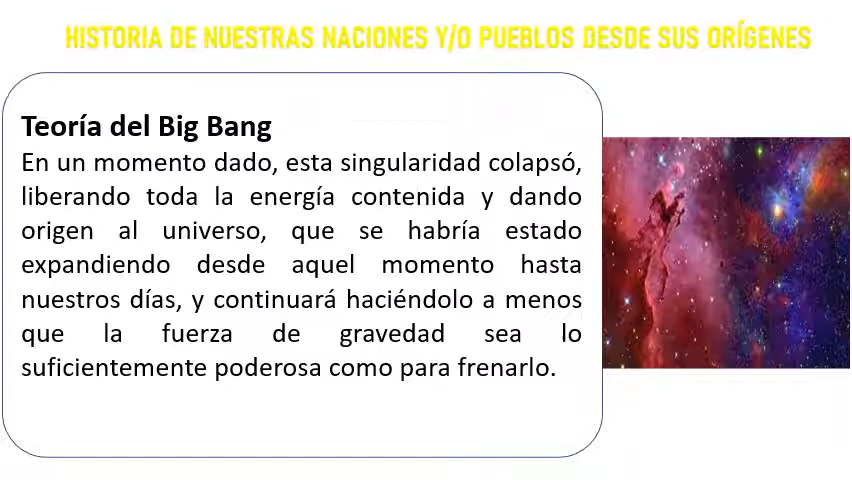 HISTORIA DE NUESTRAS NACIONES Y/O PUEBLOS DESDE SUS ORÍGENES
Teoría del Big Bang
En un momento dado, esta singularidad colapsó,
liberando toda la energía contenida y dando
origen al universo, que se habría estado
expandiendo desde aquel momento hasta
nuestros días, y continuará haciéndolo a menos
que la fuerza de gravedad sea lo
suficientemente poderosa como para frenarlo.